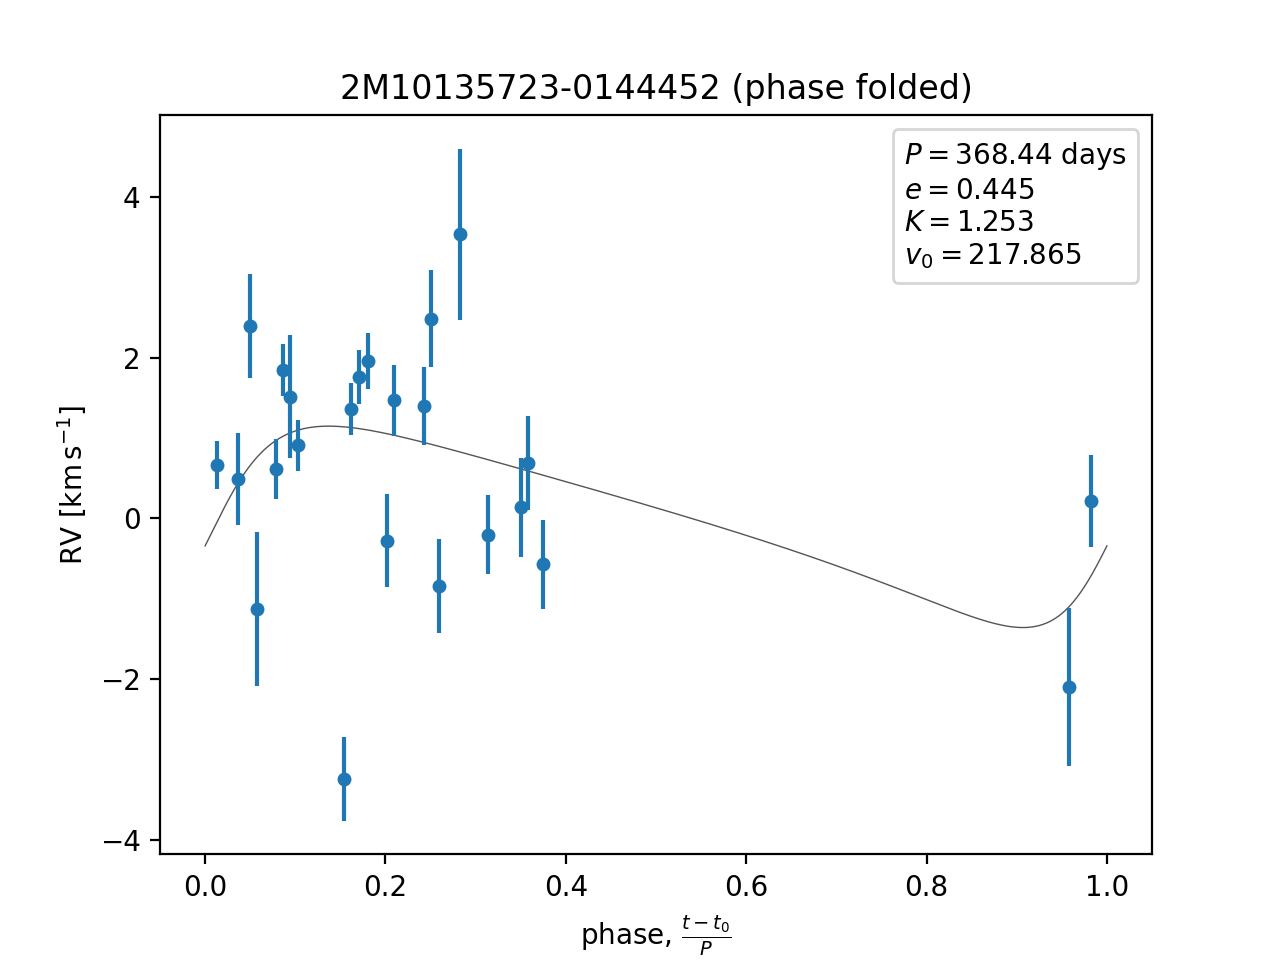 2M10135723-0144452 (phase folded)
P = 368.44 days
e = 0.445
K = 1.253
v₀ = 217.865
RV [km s⁻¹]
4
2
0
−2
−4
0.0 0.2 0.4 0.6 0.8 1.0
phase, (t − t₀)/P